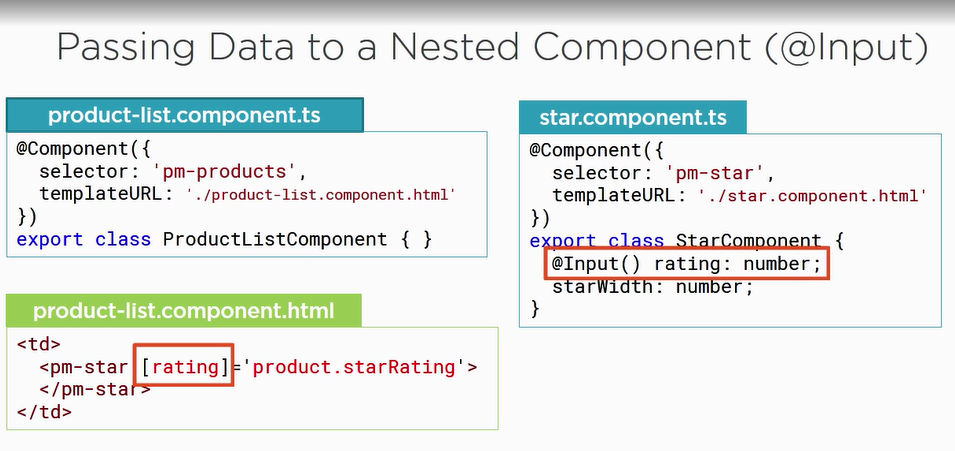 Passing Data to a Nested Component (@Input)
product-list.component.ts
@Component({
  selector: 'pm-products',
  templateURL: './product-list.component.html'
})
export class ProductListComponent { }
product-list.component.html
<td>
  <pm-star [rating]='product.starRating'>
  </pm-star>
</td>
star.component.ts
@Component({
  selector: 'pm-star',
  templateURL: './star.component.html'
})
export class StarComponent {
  @Input() rating: number;
  starWidth: number;
}